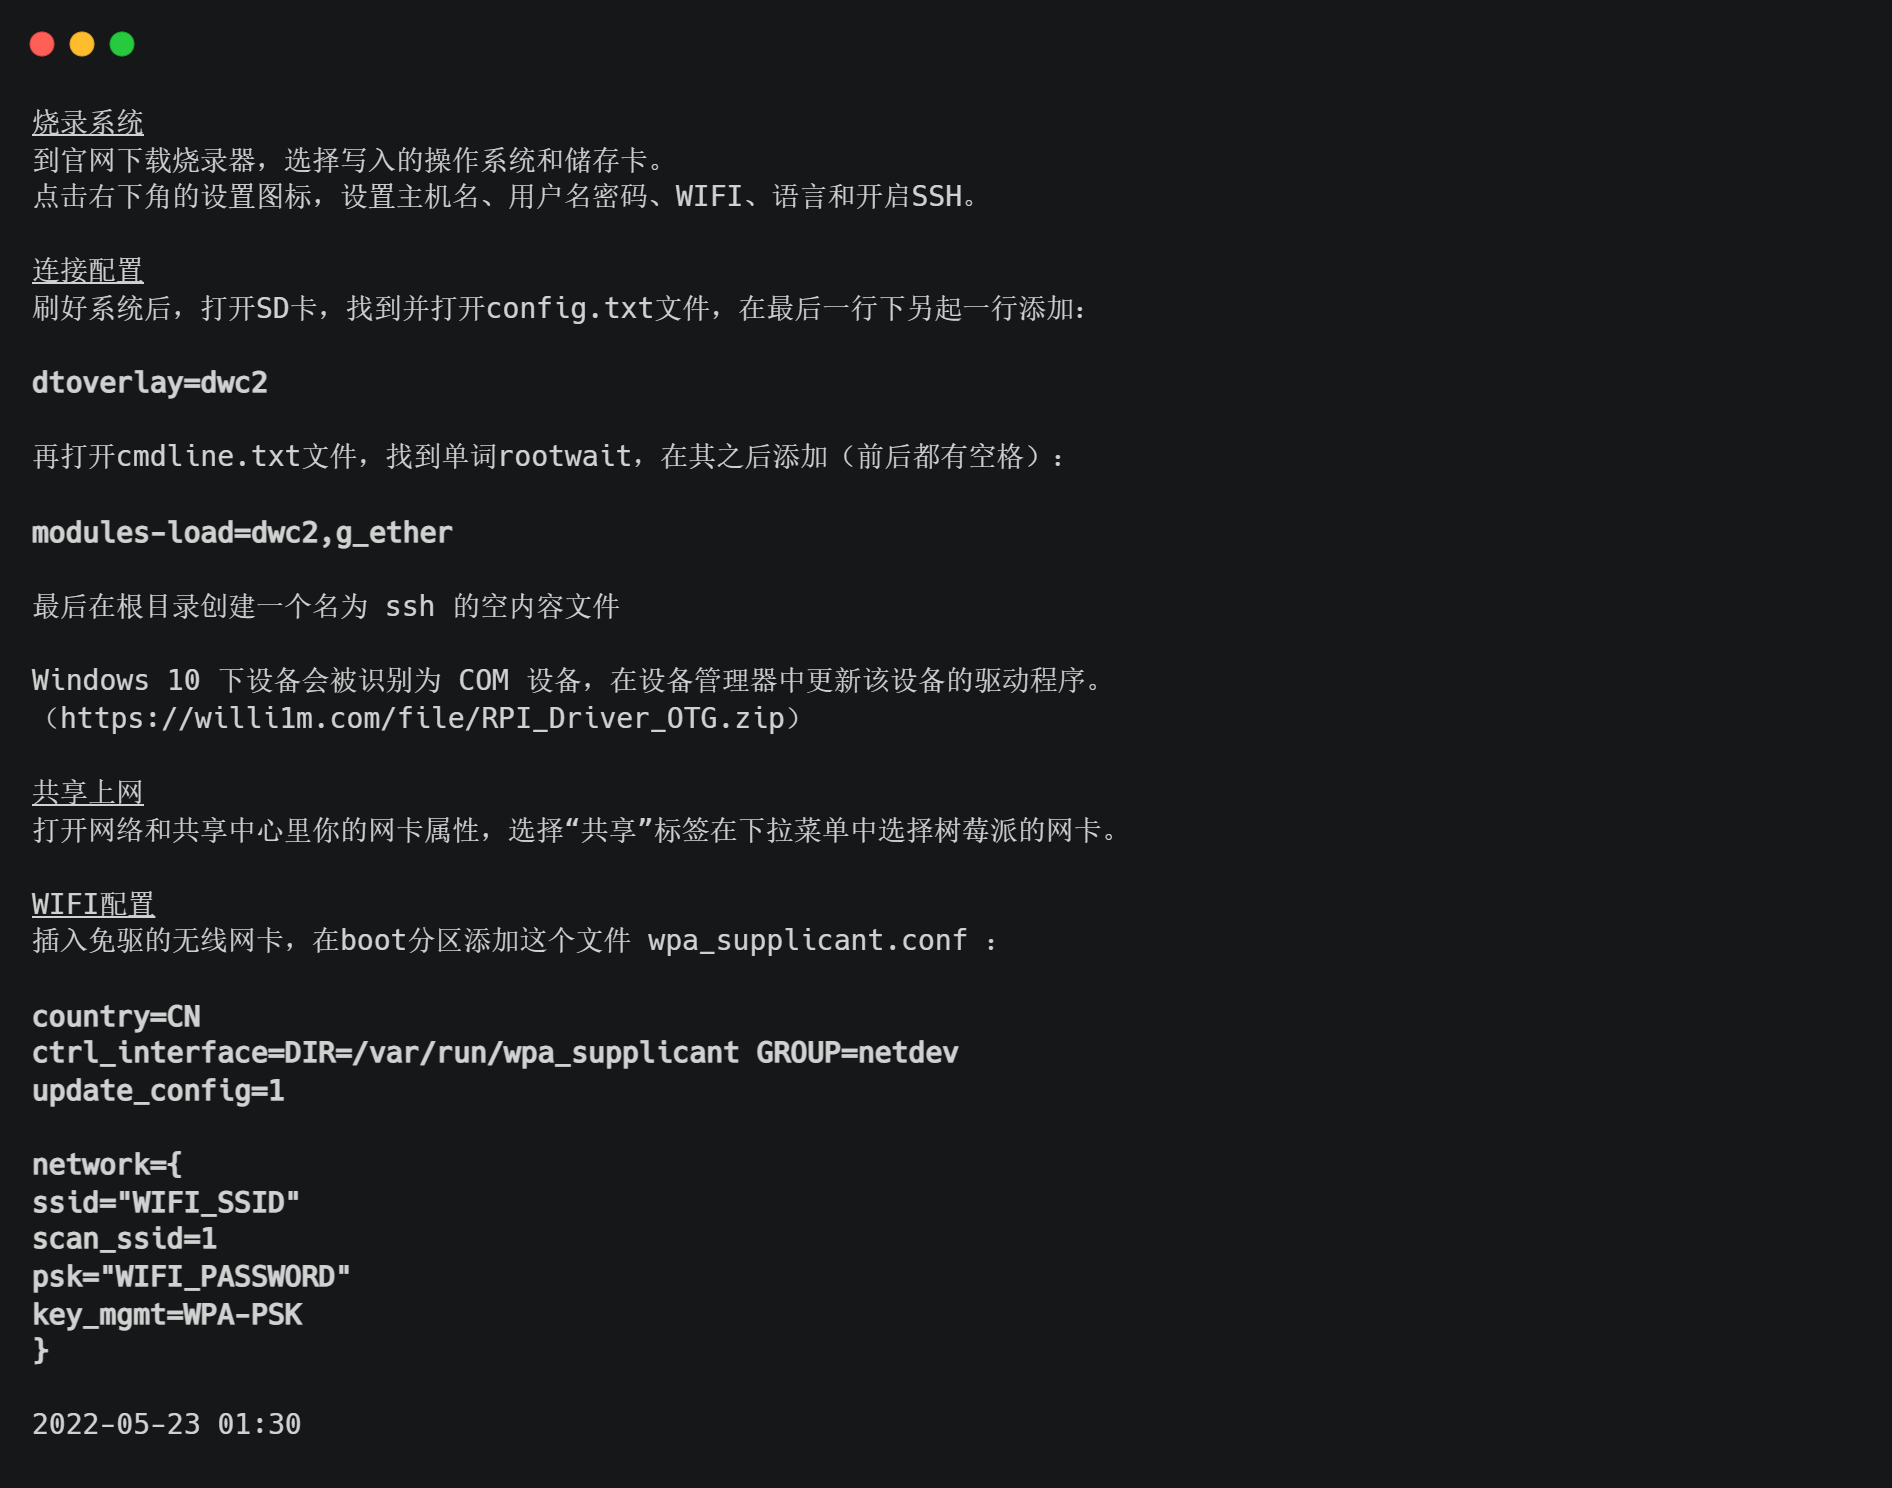 烧录系统
到官网下载烧录器，选择写入的操作系统和储存卡。
点击右下角的设置图标，设置主机名、用户名密码、WIFI、语言和开启SSH。
连接配置
刷好系统后，打开SD卡，找到并打开config.txt文件，在最后一行下另起一行添加：
dtoverlay=dwc2
再打开cmdline.txt文件，找到单词rootwait，在其之后添加（前后都有空格）：
modules-load=dwc2,g_ether
最后在根目录创建一个名为 ssh 的空内容文件
Windows 10 下设备会被识别为 COM 设备，在设备管理器中更新该设备的驱动程序。
（https://willi1m.com/file/RPI_Driver_OTG.zip）
共享上网
打开网络和共享中心里你的网卡属性，选择“共享”标签在下拉菜单中选择树莓派的网卡。
WIFI配置
插入免驱的无线网卡，在boot分区添加这个文件 wpa_supplicant.conf ：
country=CN
ctrl_interface=DIR=/var/run/wpa_supplicant GROUP=netdev
update_config=1
network={
ssid="WIFI_SSID"
scan_ssid=1
psk="WIFI_PASSWORD"
key_mgmt=WPA-PSK
}
2022-05-23 01:30